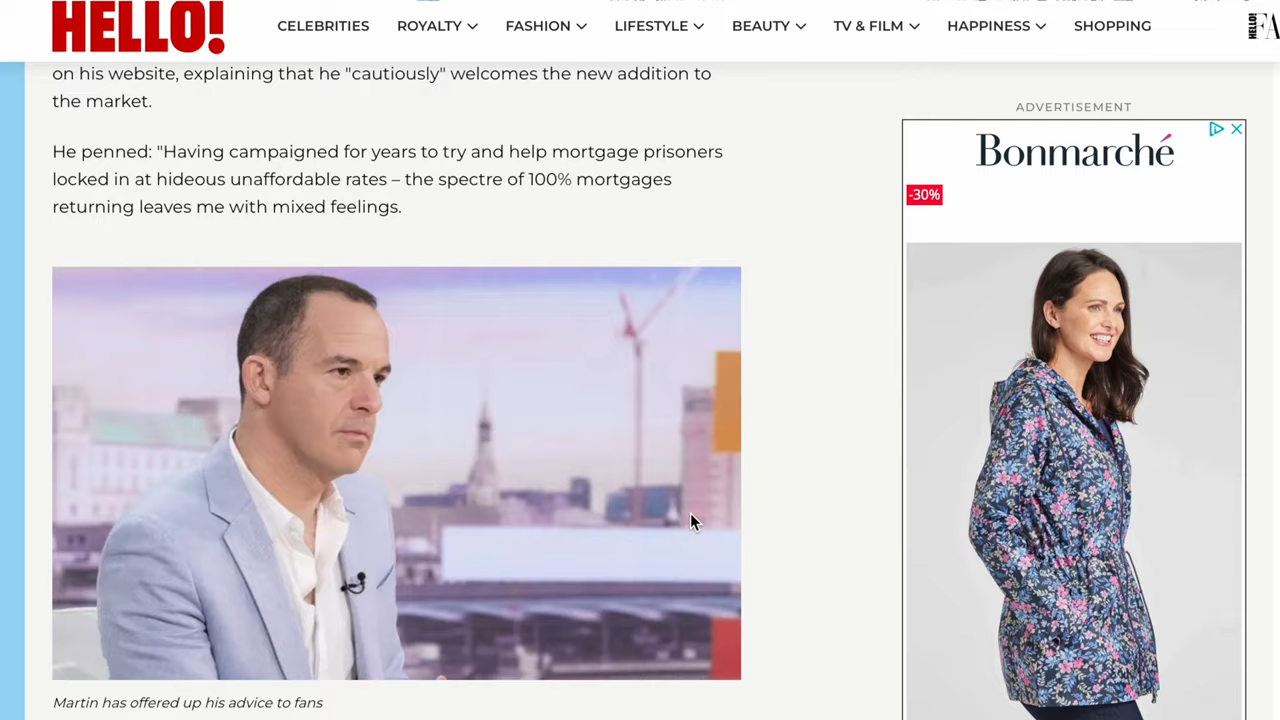 HELLO!
CELEBRITIES ROYALTY FASHION LIFESTYLE BEAUTY TV & FILM HAPPINESS SHOPPING
HELLO! FA
on his website, explaining that he "cautiously" welcomes the new addition to
the market.
He penned: "Having campaigned for years to try and help mortgage prisoners
locked in at hideous unaffordable rates – the spectre of 100% mortgages
returning leaves me with mixed feelings.
Martin has offered up his advice to fans
ADVERTISEMENT
Bonmarché
-30%